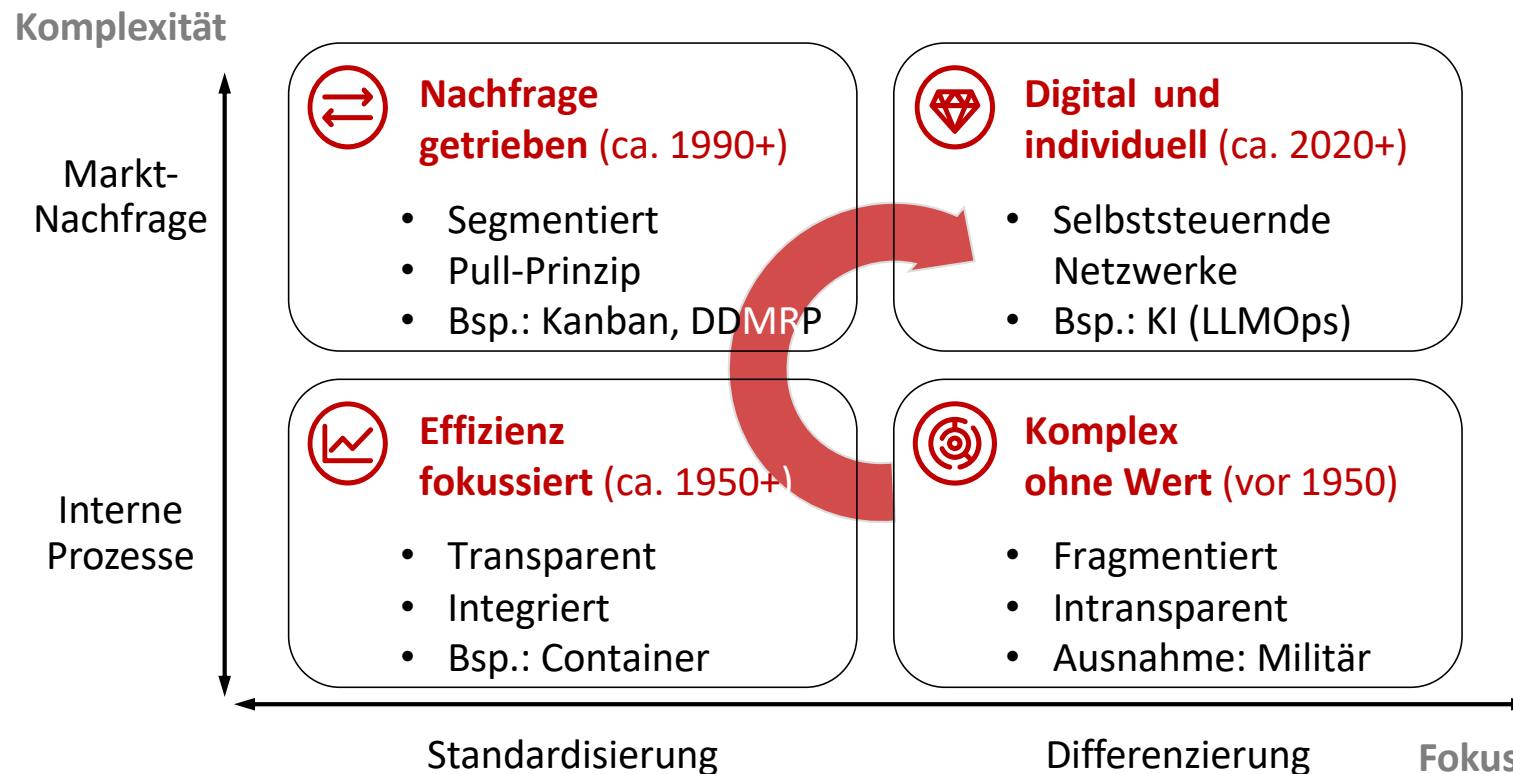 Komplexität
Markt-
Nachfrage
Nachfrage
getrieben (ca. 1990+)
• Segmentiert
• Pull-Prinzip
• Bsp.: Kanban, DDMRP
Digital und
individuell (ca. 2020+)
• Selbststeuernde
Netzwerke
• Bsp.: KI (LLMOps)
Interne
Prozesse
Effizienz
fokussiert (ca. 1950+)
• Transparent
• Integriert
• Bsp.: Container
Komplex
ohne Wert (vor 1950)
• Fragmentiert
• Intransparent
• Ausnahme: Militär
Standardisierung
Differenzierung
Fokus